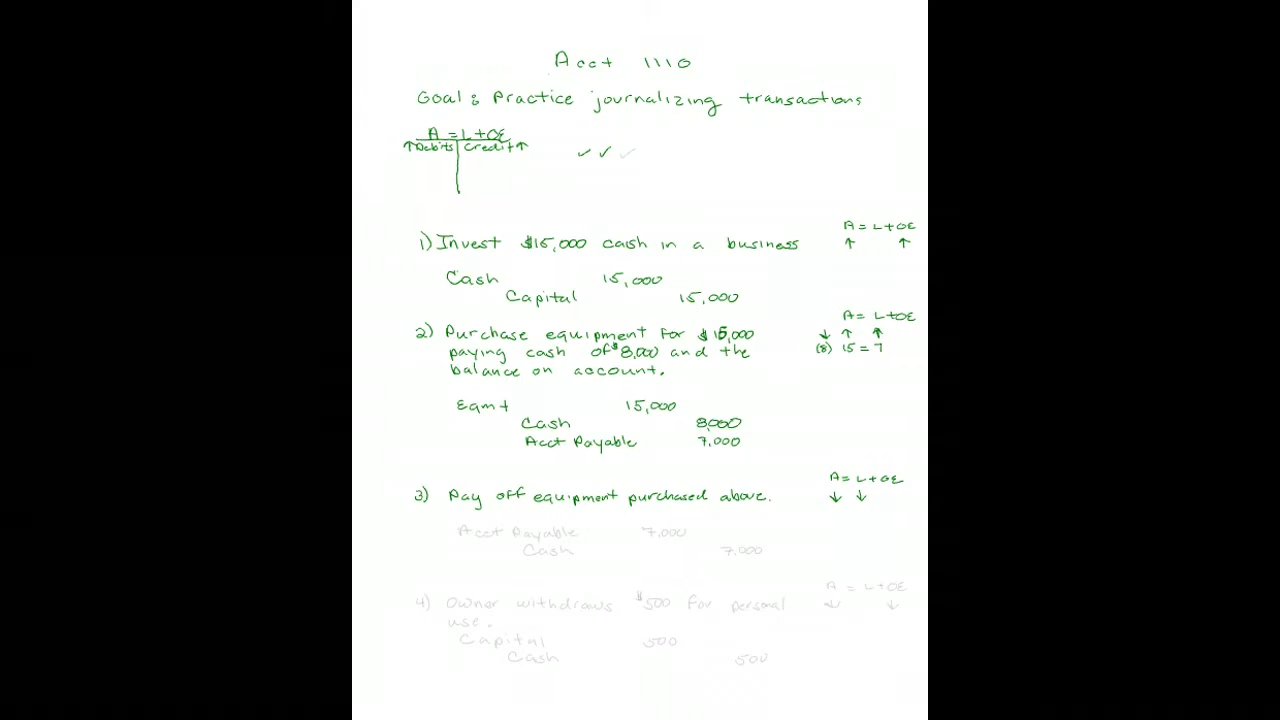 Acct 1110
Goal: Practice journalizing transactions
A = L + OE
↑Debits Credit↑
✓ ✓ ✓
A = L + OE
1) Invest $15,000 cash in a business ↑ ↑
Cash 15,000
Capital 15,000
A = L + OE
2) Purchase equipment for $15,000 ↓ ↑ ↑
paying cash of $8,000 and the (8) 15 = 7
balance on account.
Eqmt 15,000
Cash 8,000
Acct Payable 7,000
A = L + OE
3) Pay off equipment purchased above. ↓ ↓
Acct Payable 7,000
Cash 7,000
A = L + OE
4) Owner withdraws $500 for personal ↓ ↓
use.
Capital 500
Cash 500